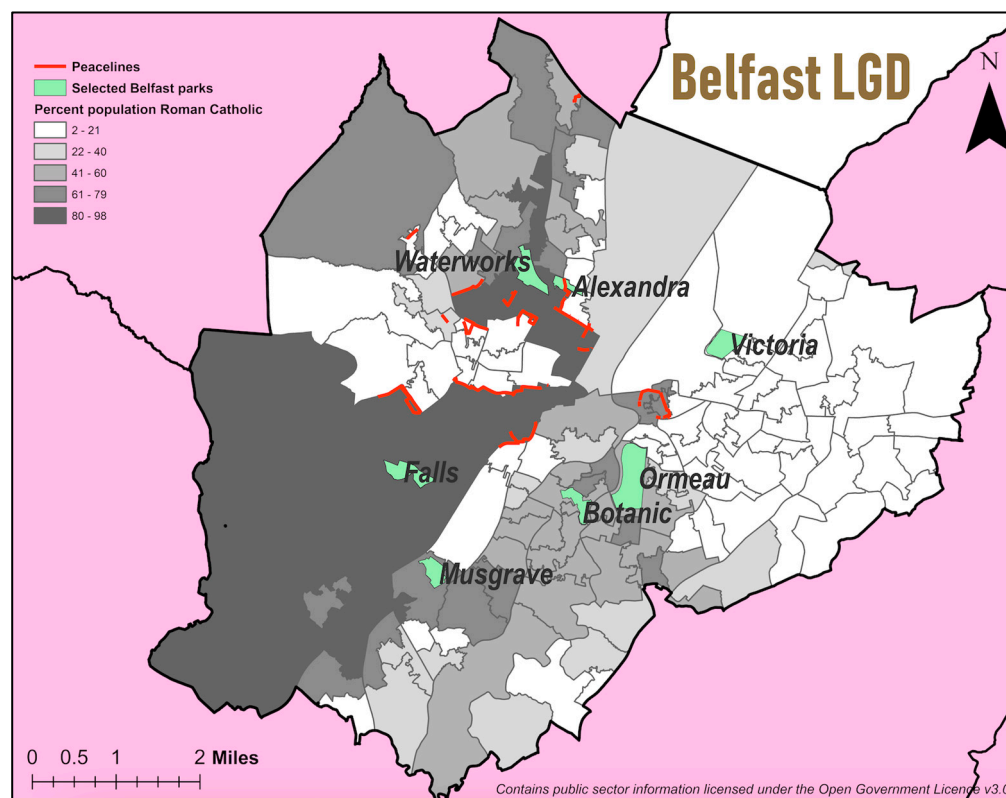 Belfast LGD
N
Peacelines
Selected Belfast parks
Percent population Roman Catholic
2 - 21
22 - 40
41 - 60
61 - 79
80 - 98
Waterworks
Alexandra
Victoria
Falls
Ormeau
Botanic
Musgrave
0 0.5 1 2 Miles
Contains public sector information licensed under the Open Government Licence v3.0